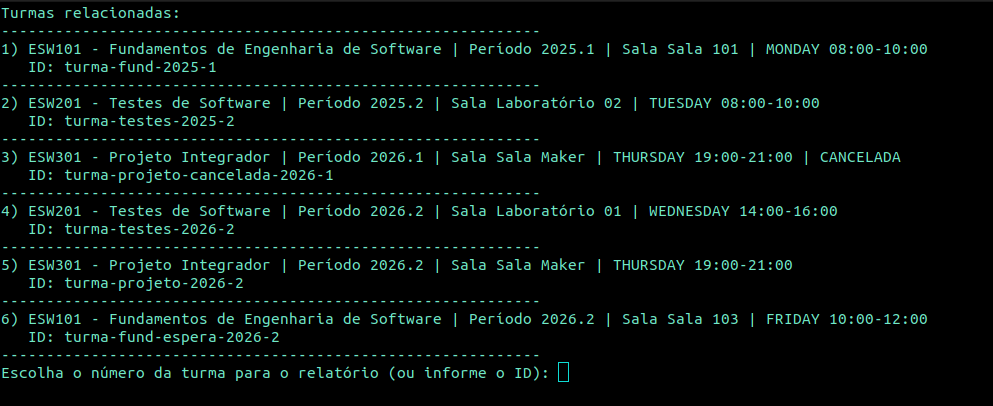 Turmas relacionadas:
------------------------------------------------------------
1) ESW101 - Fundamentos de Engenharia de Software | Período 2025.1 | Sala Sala 101 | MONDAY 08:00-10:00
   ID: turma-fund-2025-1
------------------------------------------------------------
2) ESW201 - Testes de Software | Período 2025.2 | Sala Laboratório 02 | TUESDAY 08:00-10:00
   ID: turma-testes-2025-2
------------------------------------------------------------
3) ESW301 - Projeto Integrador | Período 2026.1 | Sala Sala Maker | THURSDAY 19:00-21:00 | CANCELADA
   ID: turma-projeto-cancelada-2026-1
------------------------------------------------------------
4) ESW201 - Testes de Software | Período 2026.2 | Sala Laboratório 01 | WEDNESDAY 14:00-16:00
   ID: turma-testes-2026-2
------------------------------------------------------------
5) ESW301 - Projeto Integrador | Período 2026.2 | Sala Sala Maker | THURSDAY 19:00-21:00
   ID: turma-projeto-2026-2
------------------------------------------------------------
6) ESW101 - Fundamentos de Engenharia de Software | Período 2026.2 | Sala Sala 103 | FRIDAY 10:00-12:00
   ID: turma-fund-espera-2026-2
------------------------------------------------------------
Escolha o número da turma para o relatório (ou informe o ID):